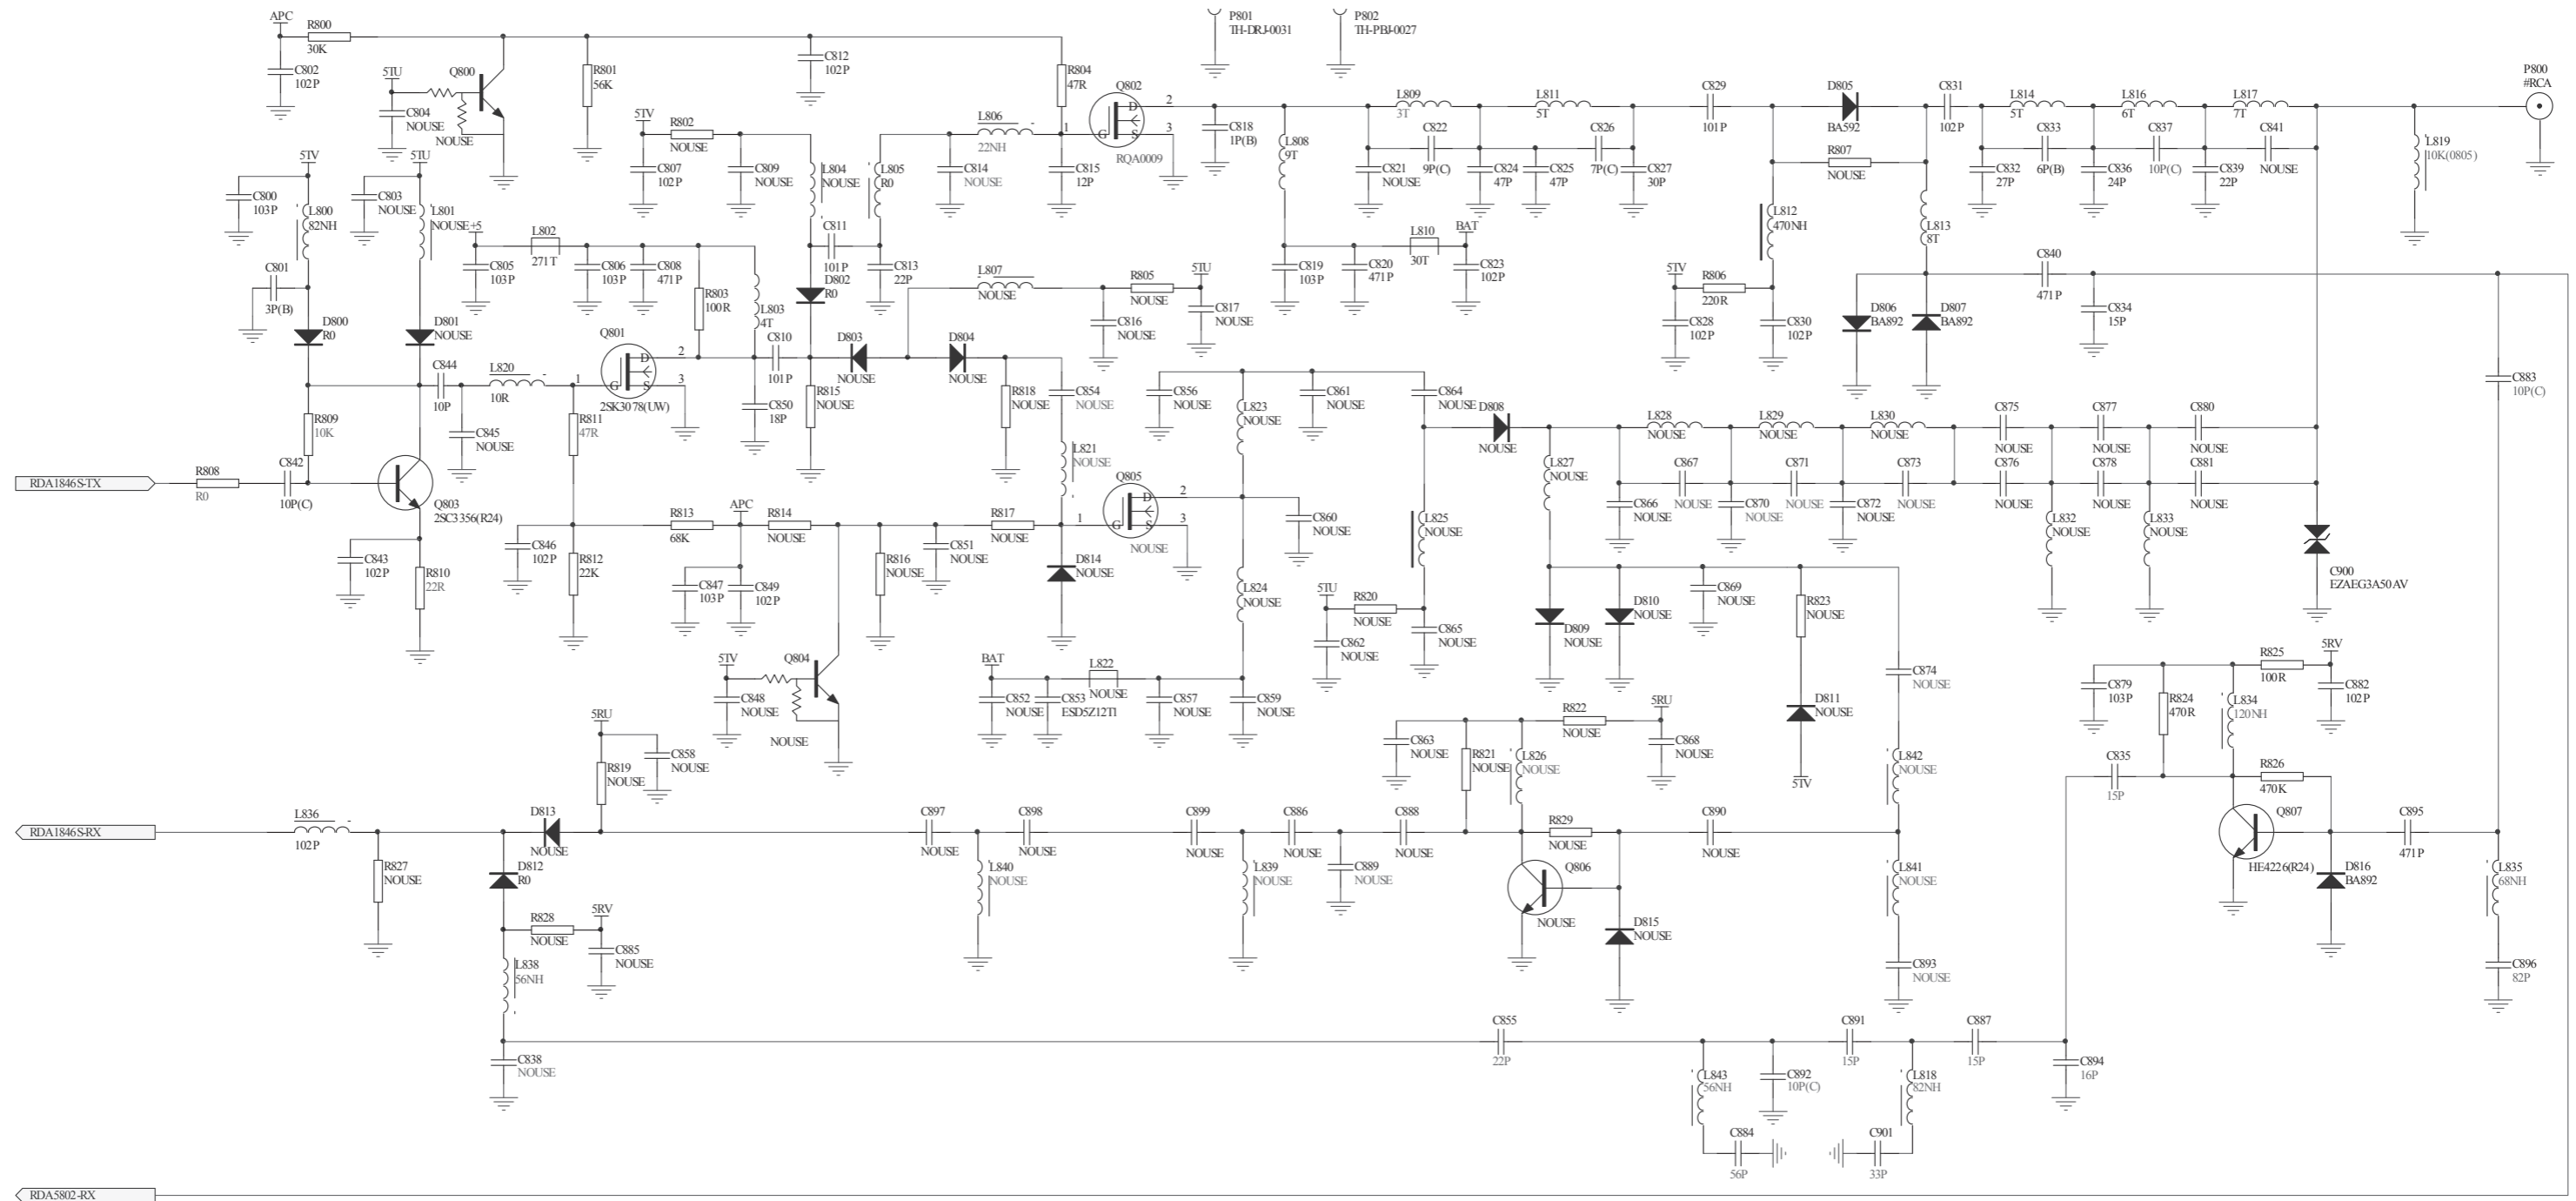 APC
R800
30K
C802
102P
5TU
Q800
C804
NOUSE
NOUSE
R801
56K
C812
102P
R804
47R
P801
TH-DRJ-0031
P802
TH-PBJ-0027
Q802
D
2
G
S
1
3
RQA0009
C818
1P(B)
L808
9T
L809
3T
L811
5T
C822
9P(C)
C826
7P(C)
C821
NOUSE
C824
47P
C825
47P
C827
30P
C829
101P
D805
BA592
C831
102P
R807
NOUSE
L814
5T
L816
6T
L817
7T
C833
6P(B)
C837
10P(C)
C841
NOUSE
C832
27P
C836
24P
C839
22P
L819
10K(0805)
P800
#RCA
5TV
C800
103P
L800
82NH
5TU
C803
NOUSE
L801
NOUSE
C801
3P(B)
D800
R0
D801
NOUSE
+5
C805
103P
L802
271T
C806
103P
C808
471P
5TV
R802
NOUSE
C807
102P
C809
NOUSE
L804
NOUSE
L805
R0
L806
22NH
C814
NOUSE
C815
12P
C811
101P
C813
22P
D802
R0
R803
100R
L803
4T
L807
NOUSE
R805
NOUSE
5TU
C816
NOUSE
C817
NOUSE
C819
103P
C820
471P
L810
30T
BAT
C823
102P
L812
470NH
L813
8T
5TV
R806
220R
C828
102P
C830
102P
D806
BA892
D807
BA892
C840
471P
C834
15P
C883
10P(C)
C844
10P
L820
10R
Q801
D
2
G
S
1
3
2SK3078(UW)
C810
101P
D803
NOUSE
D804
NOUSE
C850
18P
R815
NOUSE
R818
NOUSE
C854
NOUSE
C856
NOUSE
L823
NOUSE
C861
NOUSE
C864
NOUSE
D808
NOUSE
R809
10K
C845
NOUSE
R811
47R
L821
NOUSE
L827
NOUSE
L828
NOUSE
L829
NOUSE
L830
NOUSE
C875
NOUSE
C877
NOUSE
C880
NOUSE
C867
NOUSE
C871
NOUSE
C873
NOUSE
C876
NOUSE
C878
NOUSE
C881
NOUSE
RDA1846S-TX
R808
R0
C842
10P(C)
Q803
2SC3356(R24)
Q805
2
1
3
D
G
S
NOUSE
C860
NOUSE
L825
NOUSE
C866
NOUSE
C870
NOUSE
C872
NOUSE
L832
NOUSE
L833
NOUSE
C900
EZAEG3A50AV
C843
102P
R810
22R
C846
102P
R812
22K
R813
68K
APC
R814
NOUSE
C847
103P
C849
102P
R816
NOUSE
C851
NOUSE
R817
NOUSE
D814
NOUSE
L824
NOUSE
5TU
R820
NOUSE
C862
NOUSE
C865
NOUSE
D809
NOUSE
D810
NOUSE
C869
NOUSE
R823
NOUSE
D811
NOUSE
5TV
C874
NOUSE
5TV
Q804
C848
NOUSE
NOUSE
BAT
L822
NOUSE
C852
NOUSE
C853
ESD5Z12T1
C857
NOUSE
C859
NOUSE
5RU
R819
NOUSE
C858
NOUSE
C863
NOUSE
R821
NOUSE
L826
NOUSE
R822
NOUSE
5RU
C868
NOUSE
L842
NOUSE
C879
103P
R824
470R
L834
120NH
R825
100R
5RV
C882
102P
C835
15P
R826
470K
Q807
HE4226(R24)
D816
BA892
C895
471P
L835
68NH
C896
82P
RDA1846S-RX
L836
102P
R827
NOUSE
D813
NOUSE
D812
R0
C897
NOUSE
C898
NOUSE
L840
NOUSE
C899
NOUSE
L839
NOUSE
C886
NOUSE
C889
NOUSE
C888
NOUSE
R829
NOUSE
Q806
NOUSE
D815
NOUSE
C890
NOUSE
L841
NOUSE
C893
NOUSE
R828
NOUSE
5RV
C885
NOUSE
L838
56NH
C838
NOUSE
C855
22P
L843
56NH
C892
10P(C)
C891
15P
L818
82NH
C887
15P
C894
16P
C884
56P
C901
33P
RDA5802-RX